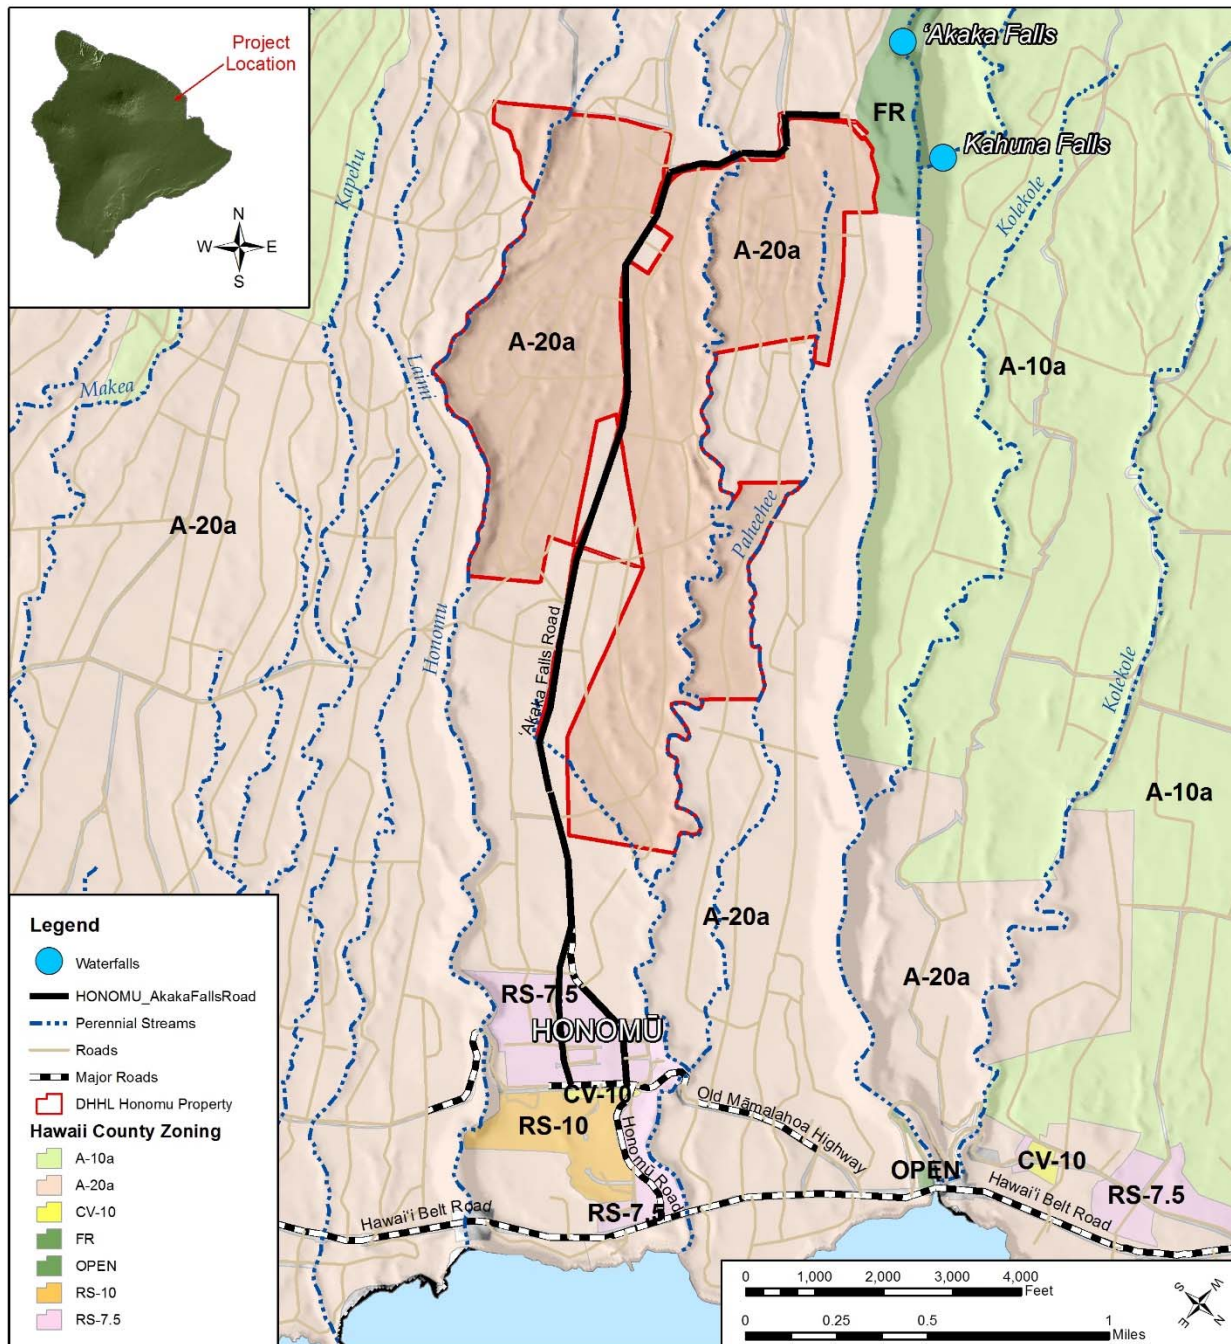 Project
Location
N
W E
S
'Akaka Falls
FR
Kahuna Falls
Kapehu
Kolekole
A-20a
A-20a
A-10a
Laimi
Makea
A-20a
Paheehee
Honomu
Kolekole
'Akaka Falls Road
A-10a
A-20a
A-20a
RS-7.5
HONOMŪ
CV-10
RS-10
Honomū Road
Old Māmalahoa Highway
OPEN
CV-10
RS-7.5
RS-7.5
Hawai'i Belt Road
Hawai'i Belt Road
Legend
Waterfalls
HONOMU_AkakaFallsRoad
Perennial Streams
Roads
Major Roads
DHHL Honomu Property
Hawaii County Zoning
A-10a
A-20a
CV-10
FR
OPEN
RS-10
RS-7.5
0 1,000 2,000 3,000 4,000
Feet
0 0.25 0.5 1
Miles
S W
E N